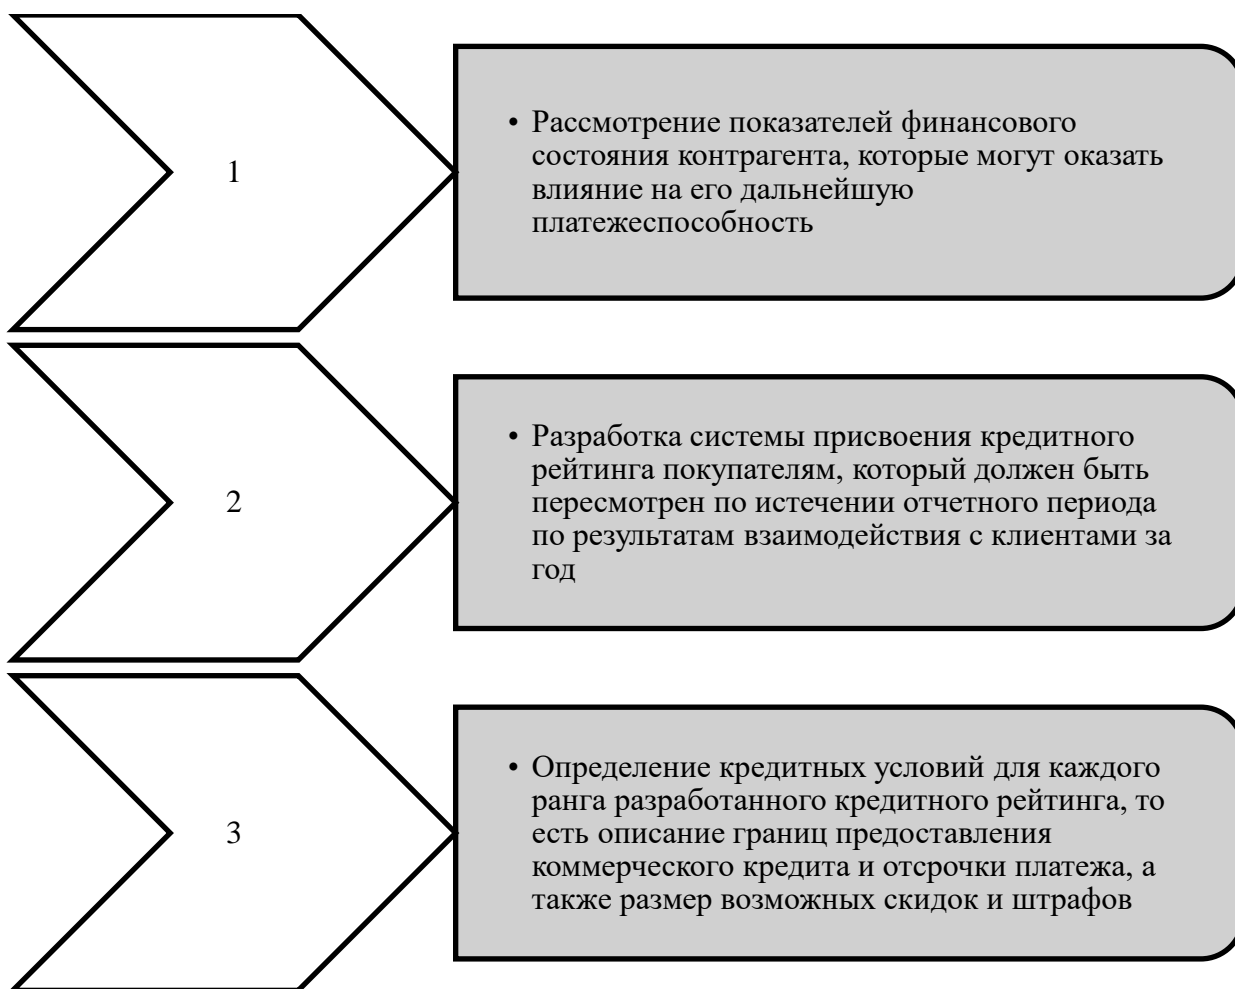 1
• Рассмотрение показателей финансового
состояния контрагента, которые могут оказать
влияние на его дальнейшую
платежеспособность
2
• Разработка системы присвоения кредитного
рейтинга покупателям, который должен быть
пересмотрен по истечении отчетного периода
по результатам взаимодействия с клиентами за
год
3
• Определение кредитных условий для каждого
ранга разработанного кредитного рейтинга, то
есть описание границ предоставления
коммерческого кредита и отсрочки платежа, а
также размер возможных скидок и штрафов